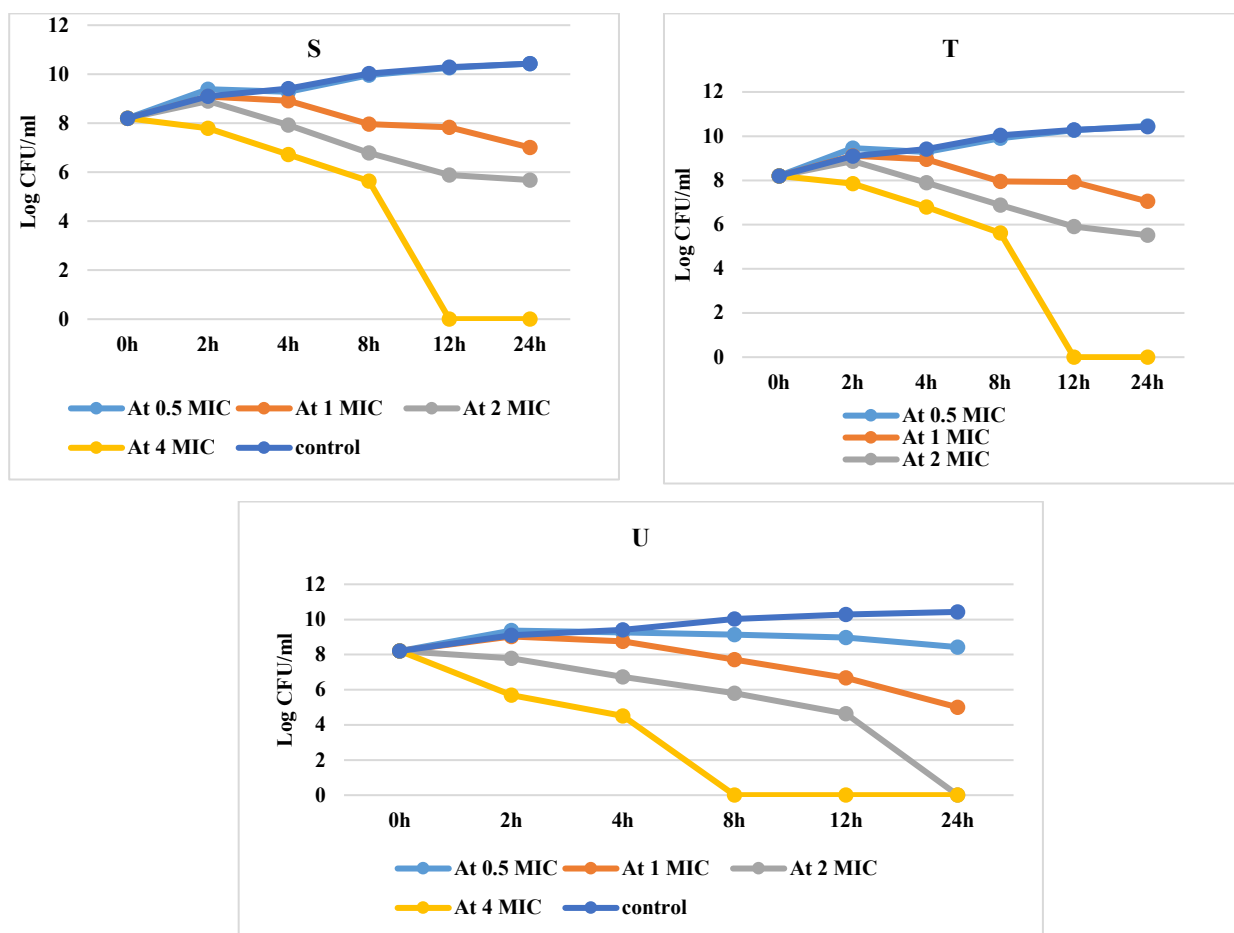 S
12
10
8
6
4
2
0
Log CFU/ml
0h 2h 4h 8h 12h 24h
At 0.5 MIC At 1 MIC At 2 MIC
At 4 MIC control
T
12
10
8
6
4
2
0
Log CFU/ml
0h 2h 4h 8h 12h 24h
At 0.5 MIC
At 1 MIC
At 2 MIC
U
12
10
8
6
4
2
0
Log CFU/ml
0h 2h 4h 8h 12h 24h
At 0.5 MIC At 1 MIC At 2 MIC
At 4 MIC control